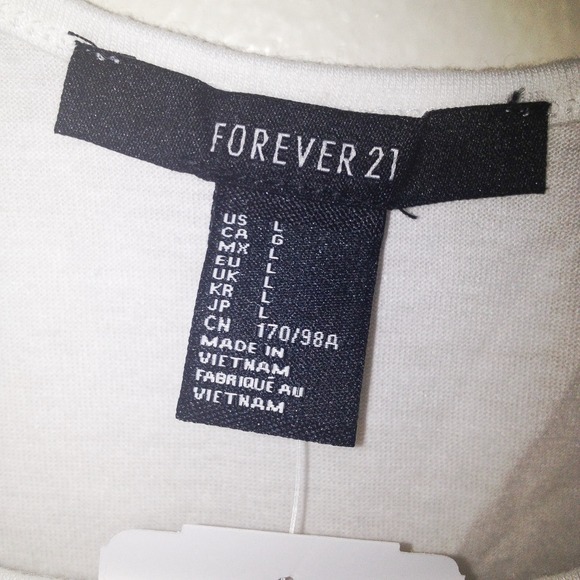 FOREVER 21
US L
CA G
MX L
EU L
UK L
KR L
JP L
CN 170/98A
MADE IN
VIETNAM
FABRIQUÉ AU
VIETNAM